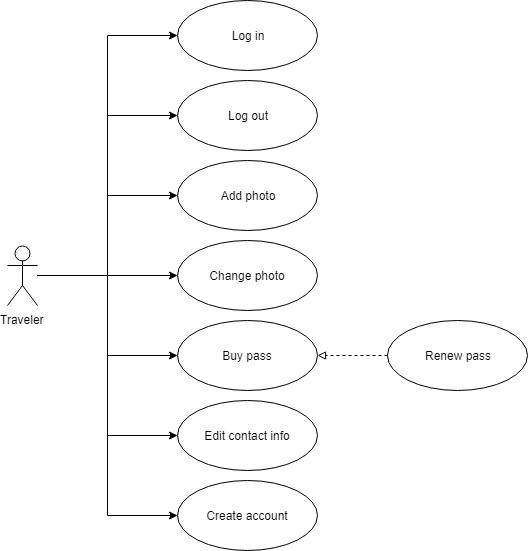 Log in
Log out
Add photo
Change photo
Traveler
Buy pass
Renew pass
Edit contact info
Create account